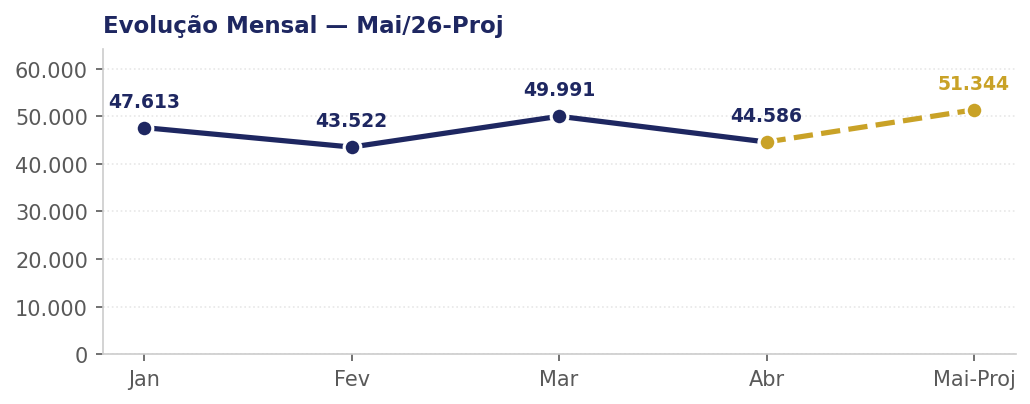 Evolução Mensal — Mai/26-Proj
60.000
50.000
40.000
30.000
20.000
10.000
0
47.613
43.522
49.991
44.586
51.344
Jan
Fev
Mar
Abr
Mai-Proj